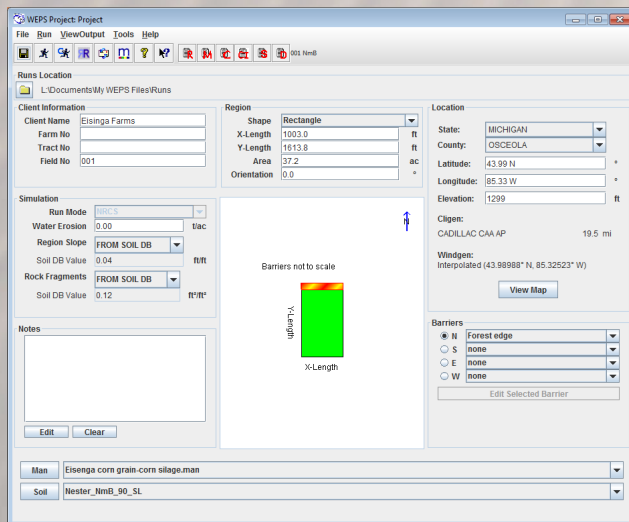 WEPS Project: Project
File Run ViewOutput Tools Help
001 NmB
Runs Location
L:\Documents\My WEPS Files\Runs
Client Information
Client Name Eisinga Farms
Farm No
Tract No
Field No 001
Region
Shape Rectangle
X-Length 1003.0 ft
Y-Length 1613.8 ft
Area 37.2 ac
Orientation 0.0 °
Location
State: MICHIGAN
County: OSCEOLA
Latitude: 43.99 N °
Longitude: 85.33 W °
Elevation: 1299 ft
Cligen:
CADILLAC CAA AP 19.5 mi
Windgen:
Interpolated (43.98988° N, 85.32523° W)
View Map
Simulation
Run Mode NRCS
Water Erosion 0.00 t/ac
Region Slope FROM SOIL DB
Soil DB Value 0.04 ft/ft
Rock Fragments FROM SOIL DB
Soil DB Value 0.12 ft³/ft³
N
Barriers not to scale
Y-Length
X-Length
Barriers
N Forest edge
S none
E none
W none
Edit Selected Barrier
Notes
Edit Clear
Man Eisenga corn grain-corn silage.man
Soil Nester_NmB_90_SL